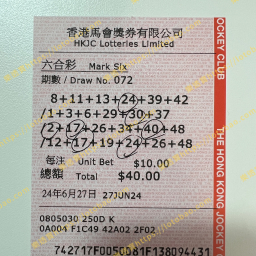 香港馬會獎券有限公司
HKJC Lotteries Limited
六合彩 Mark Six
期數 / Draw No. 072
8+11+13+24+39+42
/1+3+6+29+30+37
/2+17+26+34+40+48
/12+17+19+24+26+48
每注 Unit Bet $10.00
總額 Total $40.00
24年6月27日 27JUN24
0805030 250D K
0A004 F1C49 42A02 2F02
742717F0050081F138094431
OCKEY CLUB
THE HONG KONG JOCKEY